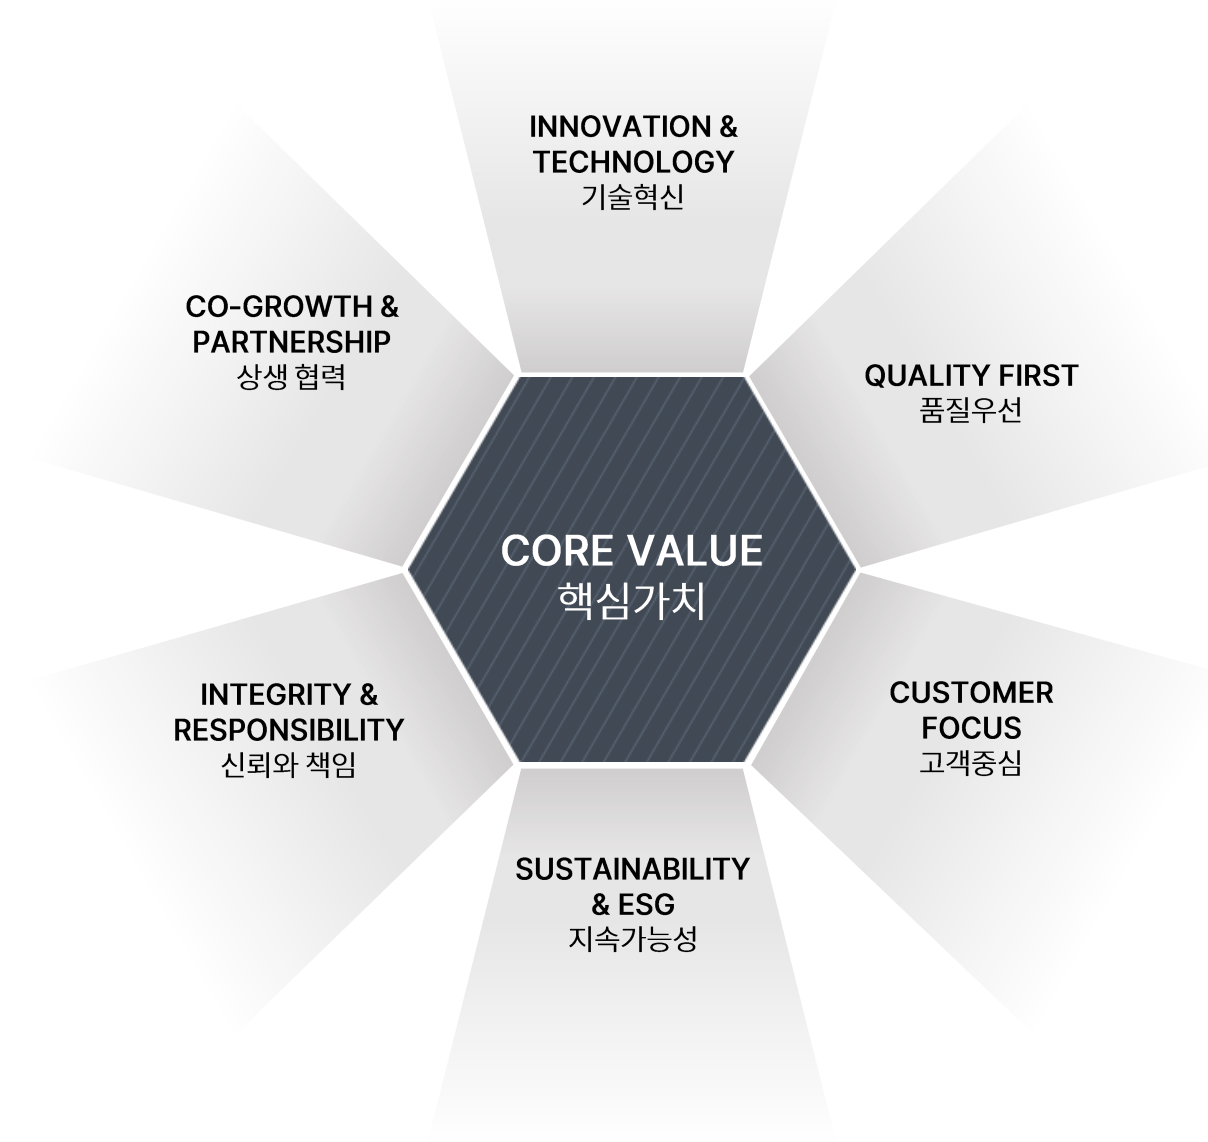 INNOVATION &
TECHNOLOGY
기술혁신
CO-GROWTH &
PARTNERSHIP
상생 협력
QUALITY FIRST
품질우선
CORE VALUE
핵심가치
INTEGRITY &
RESPONSIBILITY
신뢰와 책임
CUSTOMER
FOCUS
고객중심
SUSTAINABILITY
& ESG
지속가능성